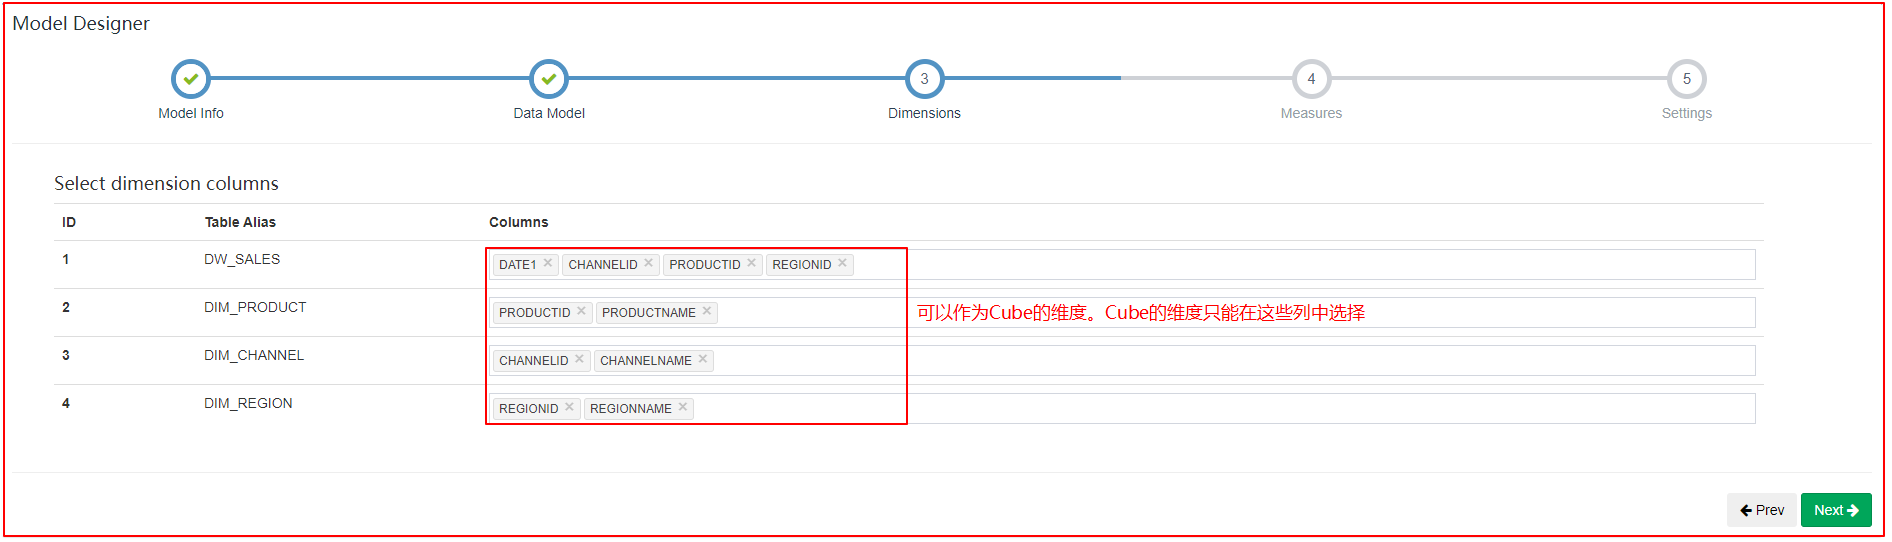 Model Designer
3 4 5
Model Info Data Model Dimensions Measures Settings
Select dimension columns
ID Table Alias Columns
1 DW_SALES DATE1 CHANNELID PRODUCTID REGIONID
2 DIM_PRODUCT PRODUCTID PRODUCTNAME 可以作为Cube的维度。Cube的维度只能在这些列中选择
3 DIM_CHANNEL CHANNELID CHANNELNAME
4 DIM_REGION REGIONID REGIONNAME
Prev Next